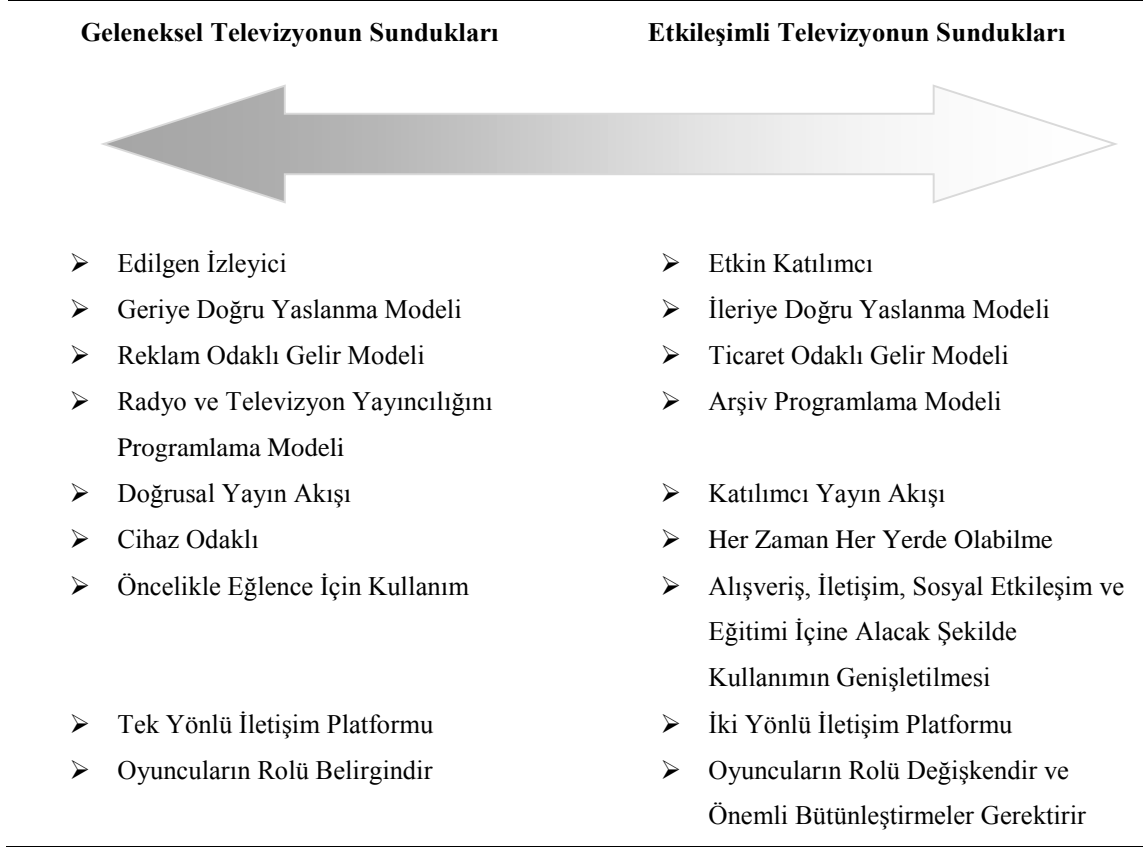 Geleneksel Televizyonun Sundukları
Etkileşimli Televizyonun Sundukları
➢ Edilgen İzleyici
➢ Etkin Katılımcı
➢ Geriye Doğru Yaslanma Modeli
➢ İleriye Doğru Yaslanma Modeli
➢ Reklam Odaklı Gelir Modeli
➢ Ticaret Odaklı Gelir Modeli
➢ Radyo ve Televizyon Yayıncılığını
Programlama Modeli
➢ Arşiv Programlama Modeli
➢ Doğrusal Yayın Akışı
➢ Katılımcı Yayın Akışı
➢ Cihaz Odaklı
➢ Her Zaman Her Yerde Olabilme
➢ Öncelikle Eğlence İçin Kullanım
➢ Alışveriş, İletişim, Sosyal Etkileşim ve
Eğitimi İçine Alacak Şekilde
Kullanımın Genişletilmesi
➢ Tek Yönlü İletişim Platformu
➢ İki Yönlü İletişim Platformu
➢ Oyuncuların Rolü Belirgindir
➢ Oyuncuların Rolü Değişkendir ve
Önemli Bütünleştirmeler Gerektirir